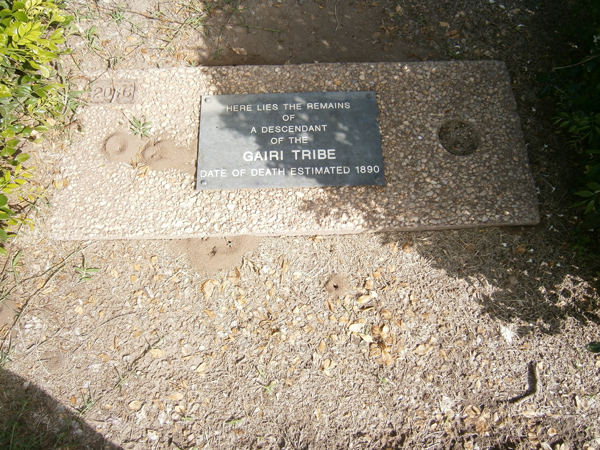 HERE LIES THE REMAINS
OF
A DESCENDANT
OF THE
GAIRI TRIBE
DATE OF DEATH ESTIMATED 1890